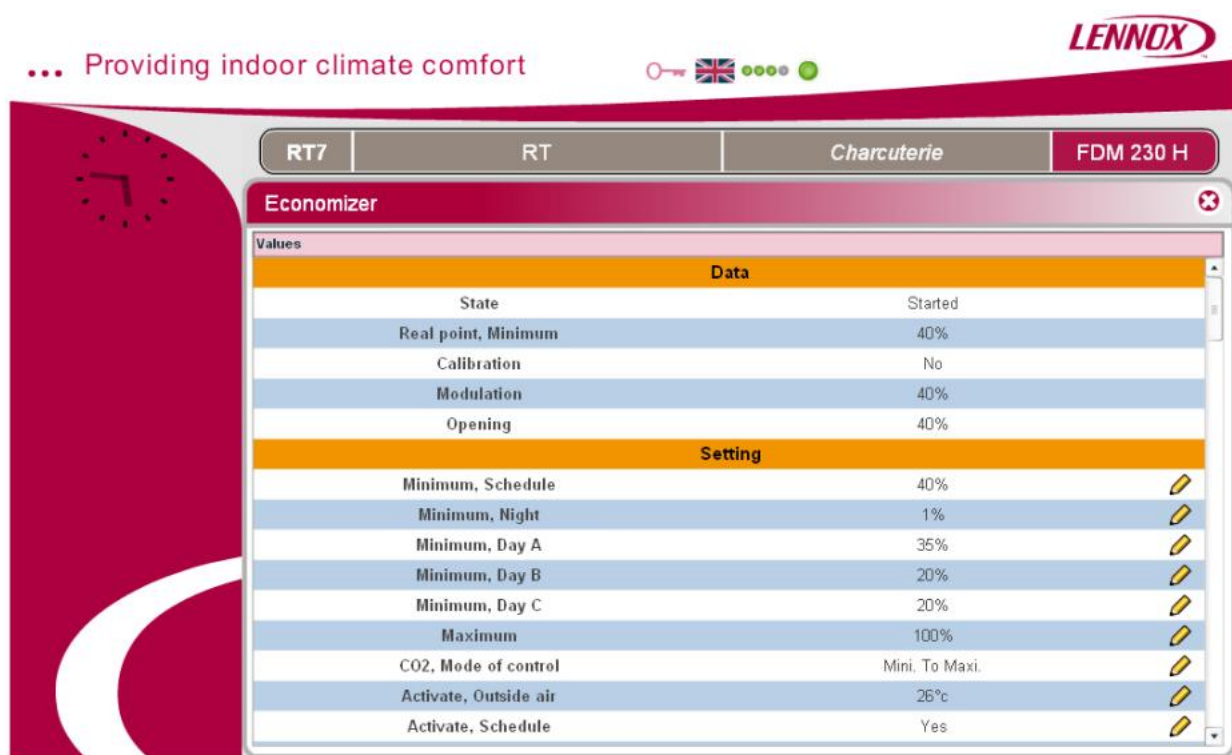 LENNOX
... Providing indoor climate comfort
RT7 RT Charcuterie FDM 230 H
Economizer
Values
Data
State Started
Real point, Minimum 40%
Calibration No
Modulation 40%
Opening 40%
Setting
Minimum, Schedule 40%
Minimum, Night 1%
Minimum, Day A 35%
Minimum, Day B 20%
Minimum, Day C 20%
Maximum 100%
CO2, Mode of control Mini. To Maxi.
Activate, Outside air 26°c
Activate, Schedule Yes